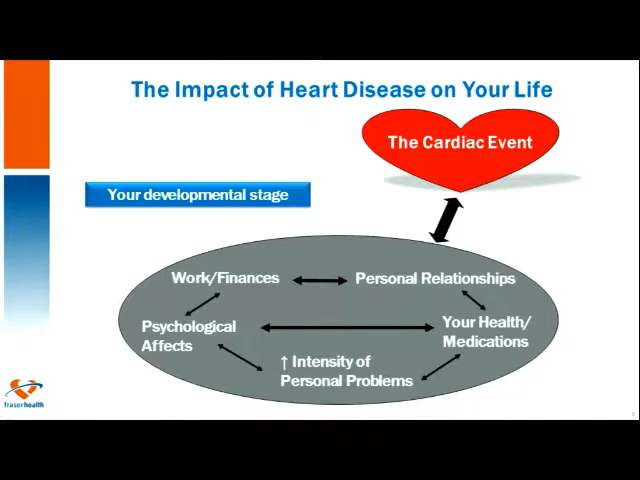 The Impact of Heart Disease on Your Life
The Cardiac Event
Your developmental stage
Work/Finances
Personal Relationships
Psychological
Affects
Your Health/
Medications
↑ Intensity of
Personal Problems
fraserhealth